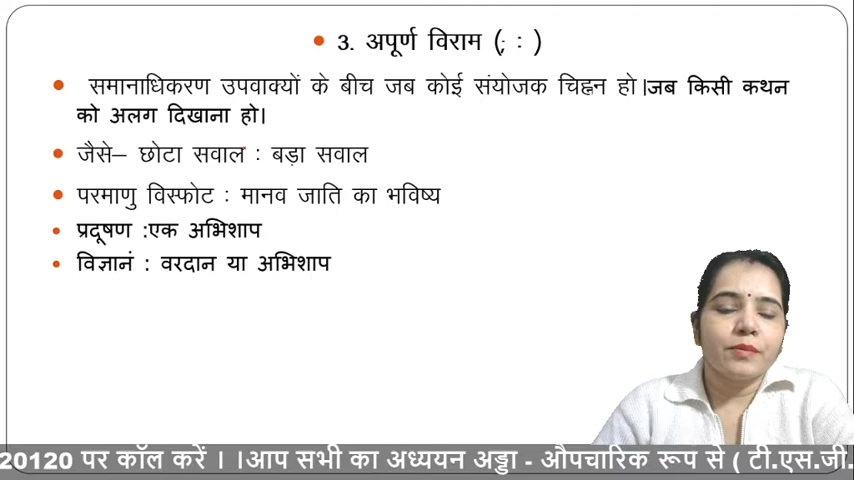 3. अपूर्ण विराम (; : )
समानाधिकरण उपवाक्यों के बीच जब कोई संयोजक चिह्नन हो।जब किसी कथन
को अलग दिखाना हो।
जैसे– छोटा सवाल : बड़ा सवाल
परमाणु विस्फोट : मानव जाति का भविष्य
प्रदूषण :एक अभिशाप
विज्ञानं : वरदान या अभिशाप
20120 पर कॉल करें । ।आप सभी का अध्ययन अड्डा - औपचारिक रूप से ( टी.एस.जी.